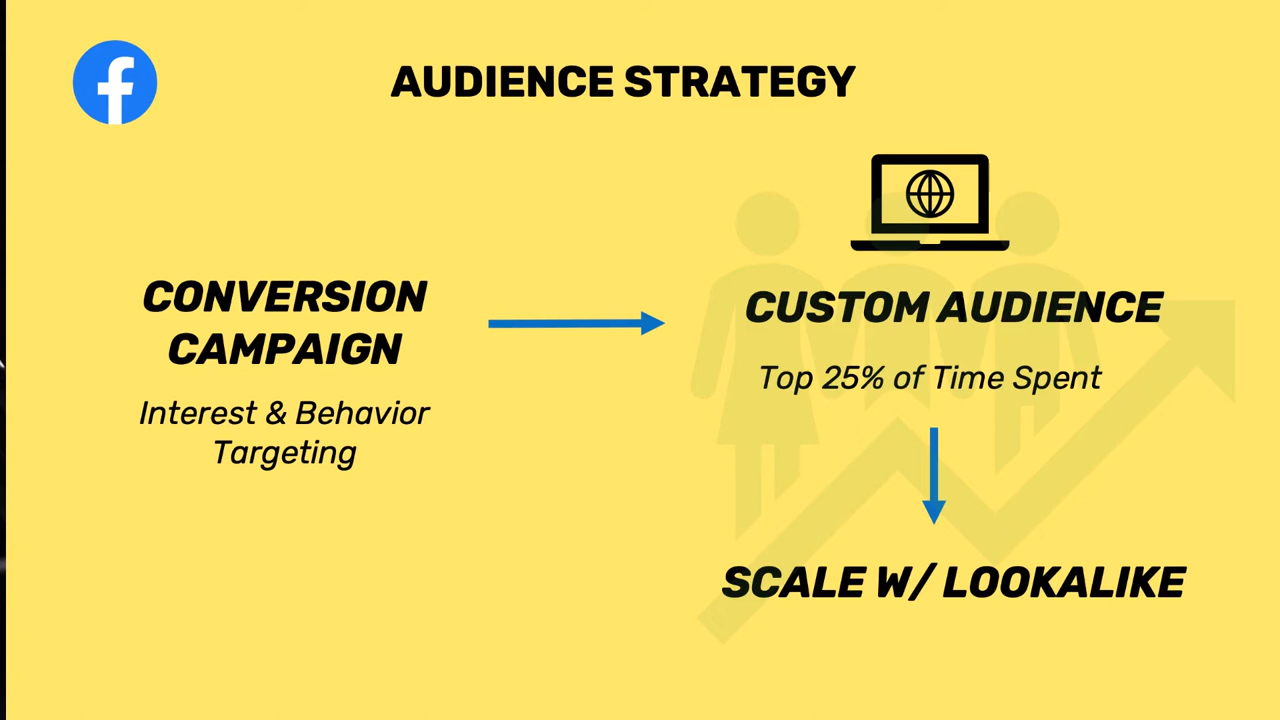 AUDIENCE STRATEGY
CONVERSION
CAMPAIGN
Interest & Behavior
Targeting
CUSTOM AUDIENCE
Top 25% of Time Spent
SCALE W/ LOOKALIKE